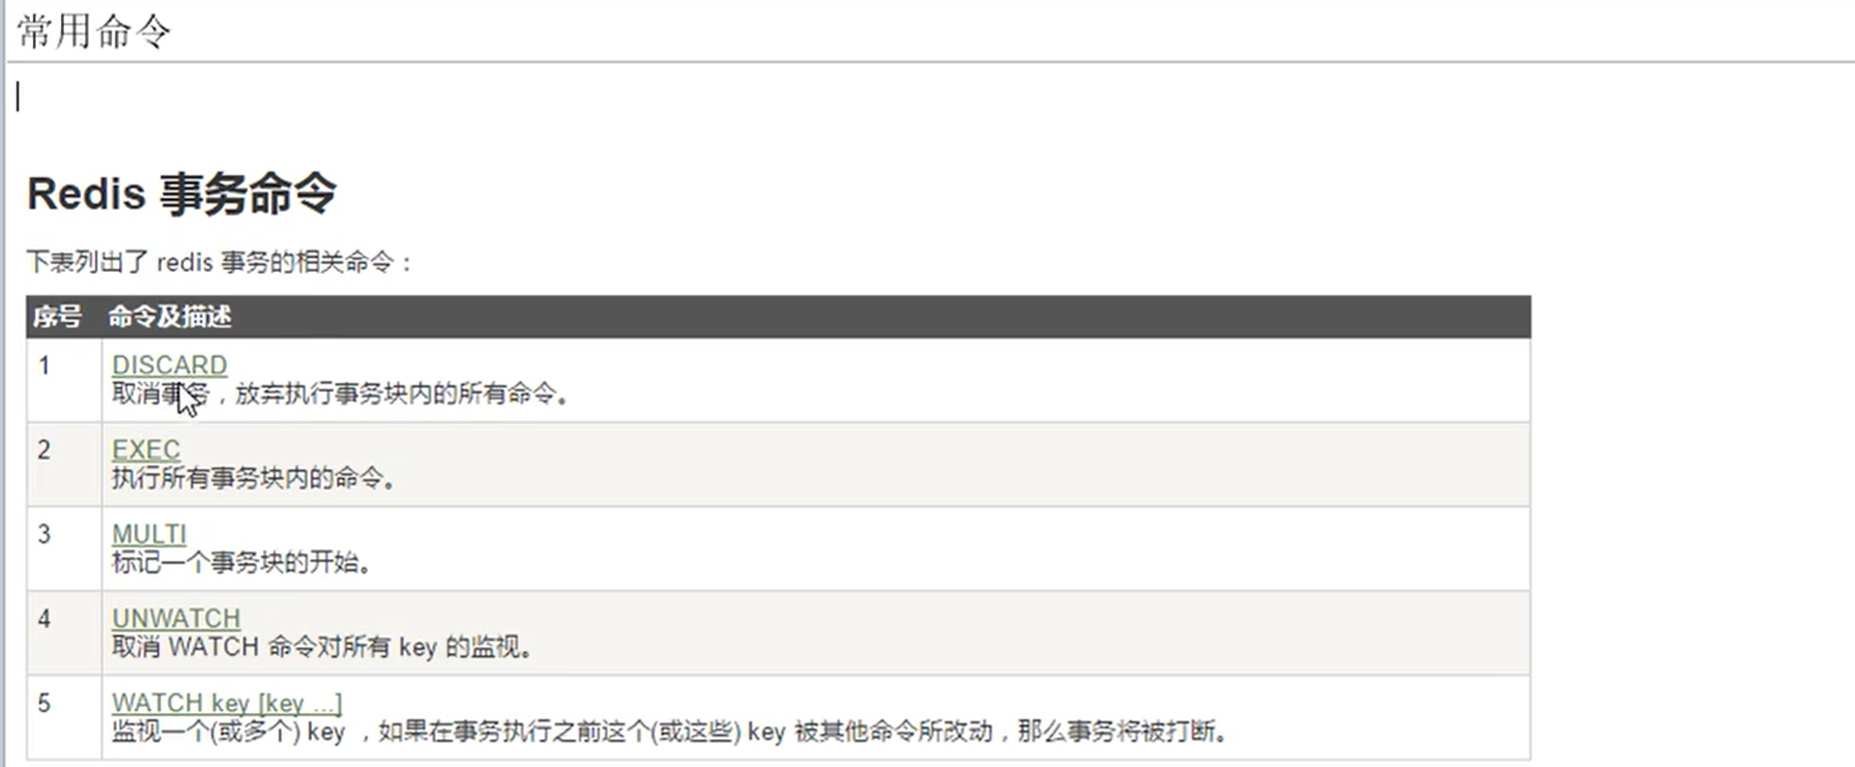 常用命令
Redis 事务命令
下表列出了 redis 事务的相关命令：
序号 命令及描述
1 DISCARD
取消事务，放弃执行事务块内的所有命令。
2 EXEC
执行所有事务块内的命令。
3 MULTI
标记一个事务块的开始。
4 UNWATCH
取消 WATCH 命令对所有 key 的监视。
5 WATCH key [key ...]
监视一个(或多个) key ，如果在事务执行之前这个(或这些) key 被其他命令所改动，那么事务将被打断。